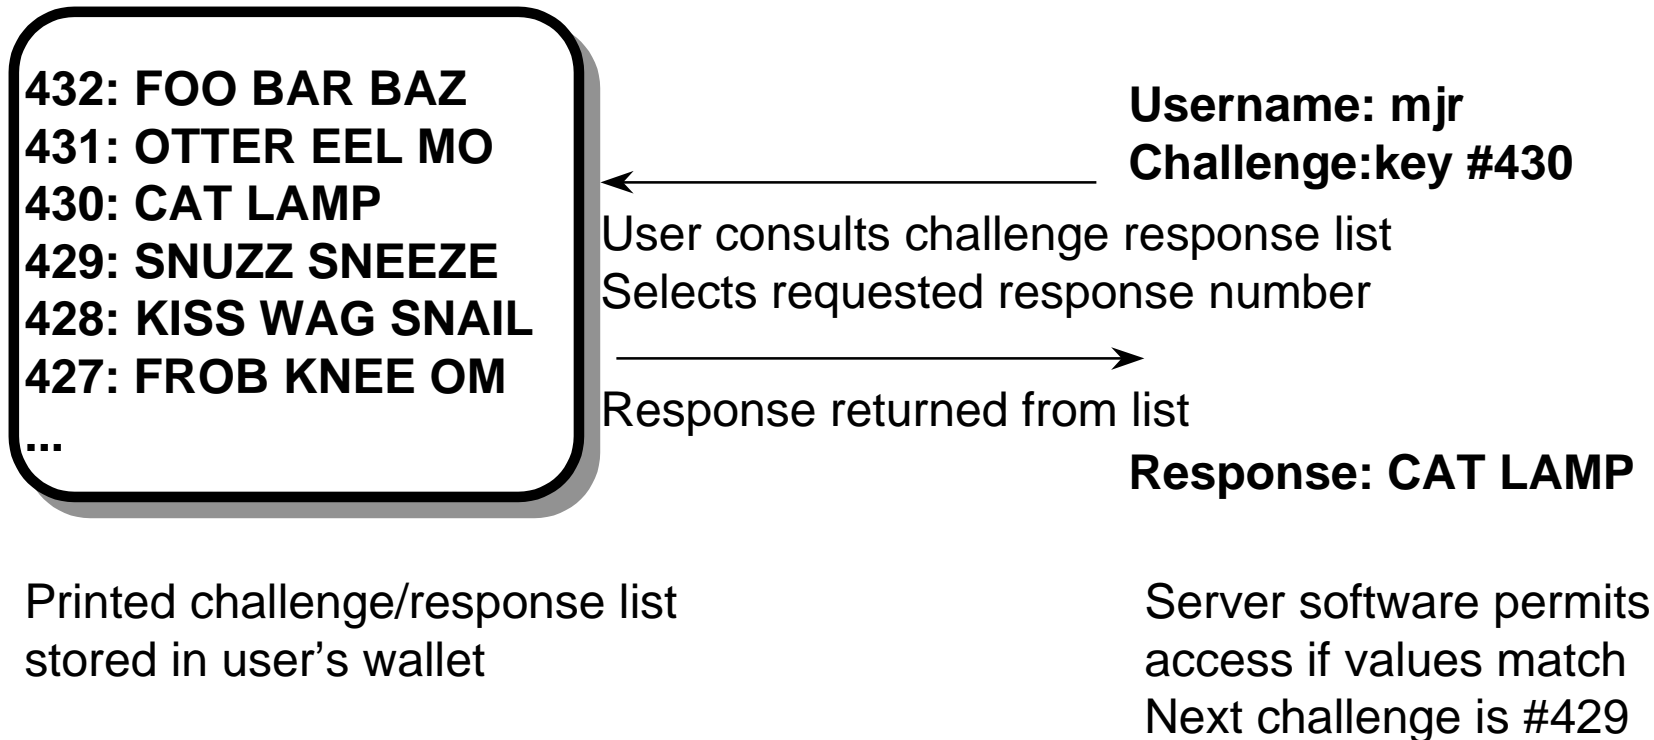 432: FOO BAR BAZ
431: OTTER EEL MO
430: CAT LAMP
429: SNUZZ SNEEZE
428: KISS WAG SNAIL
427: FROB KNEE OM
...
Username: mjr
Challenge:key #430
User consults challenge response list
Selects requested response number
Response returned from list
Response: CAT LAMP
Printed challenge/response list
stored in user’s wallet
Server software permits
access if values match
Next challenge is #429